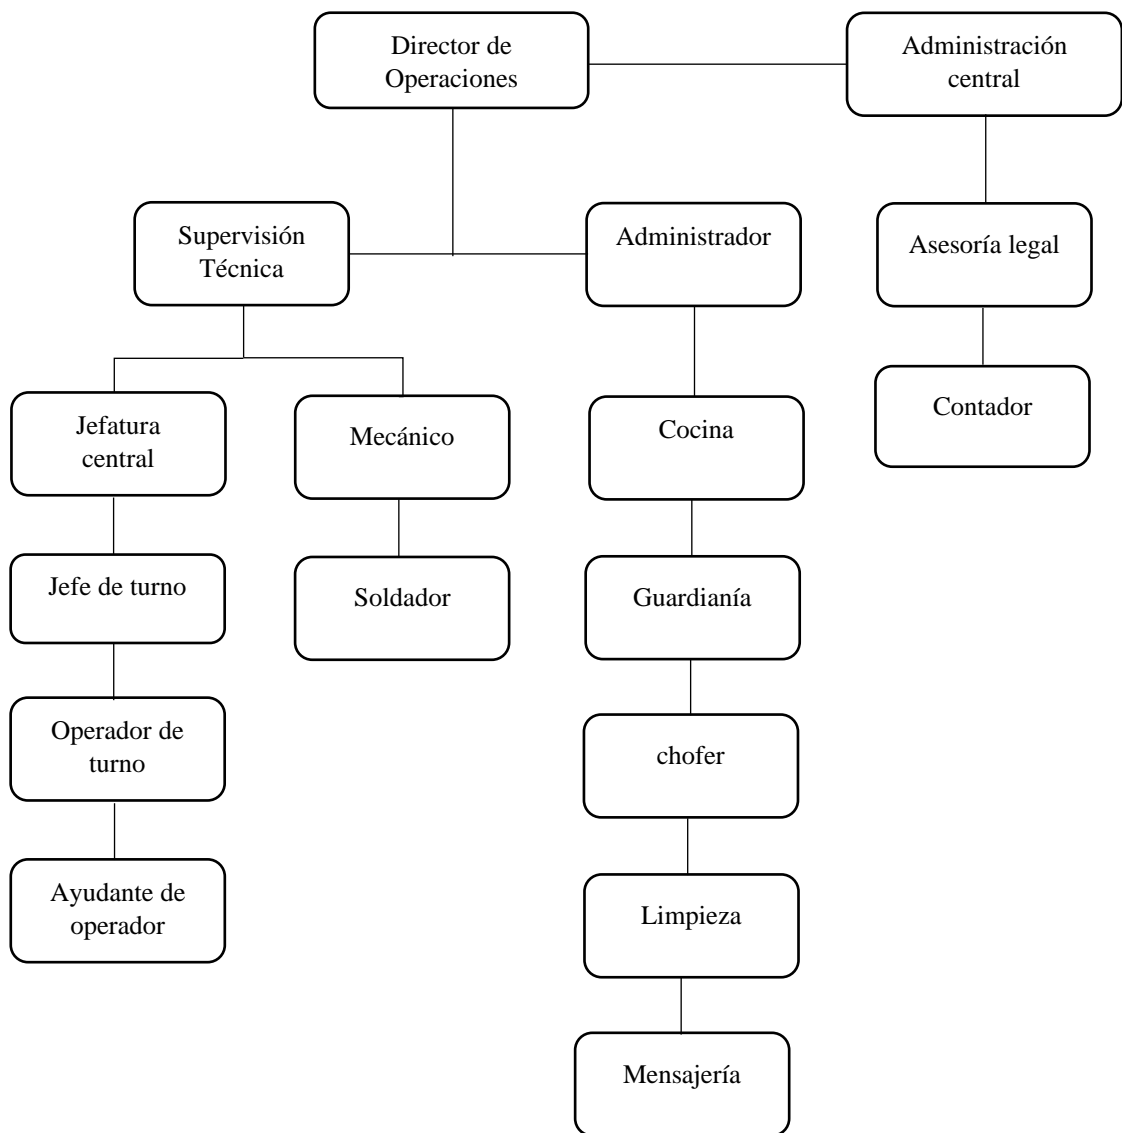 Director de
Operaciones
Administración
central
Supervisión
Técnica
Administrador
Asesoría legal
Jefatura
central
Mecánico
Cocina
Contador
Jefe de turno
Soldador
Guardianía
Operador de
turno
chofer
Ayudante de
operador
Limpieza
Mensajería